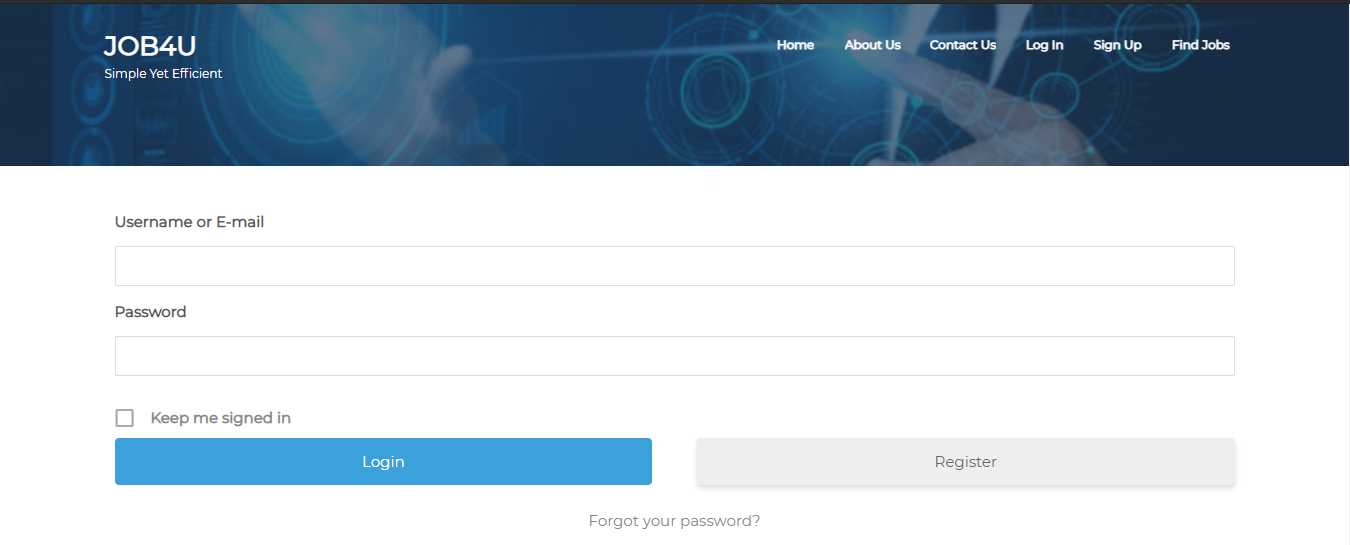 JOB4U
Simple Yet Efficient
Home About Us Contact Us Log In Sign Up Find Jobs
Username or E-mail
Password
Keep me signed in
Login Register
Forgot your password?